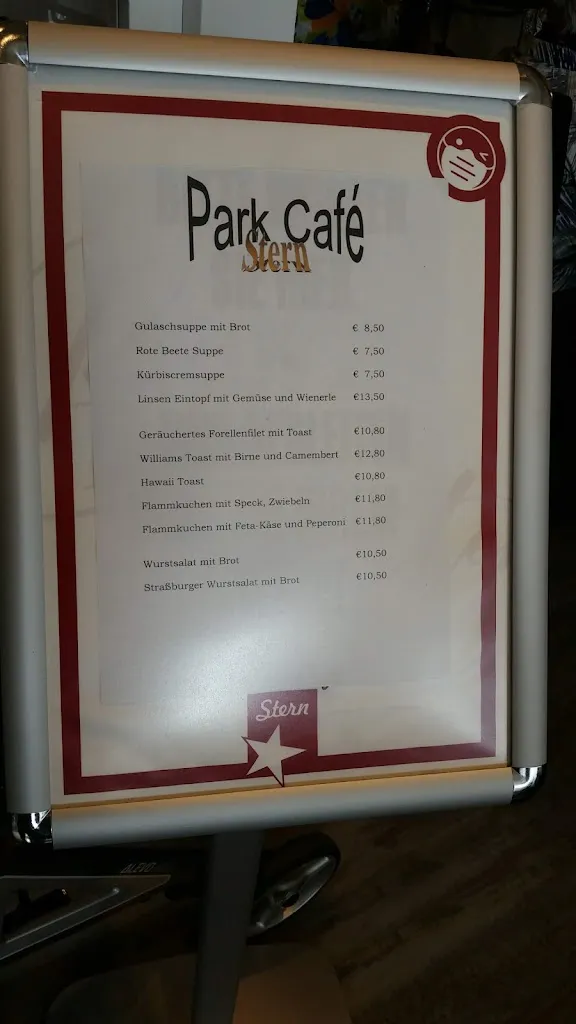 Park Café
Stern
Gulaschsuppe mit Brot € 8,50
Rote Beete Suppe € 7,50
Kürbiscremsuppe € 7,50
Linsen Eintopf mit Gemüse und Wienerle €13,50
Geräuchertes Forellenfilet mit Toast €10,80
Williams Toast mit Birne und Camembert €12,80
Hawaii Toast €10,80
Flammkuchen mit Speck, Zwiebeln €11,80
Flammkuchen mit Feta-Käse und Peperoni €11,80
Wurstsalat mit Brot €10,50
Straßburger Wurstsalat mit Brot €10,50
Stern